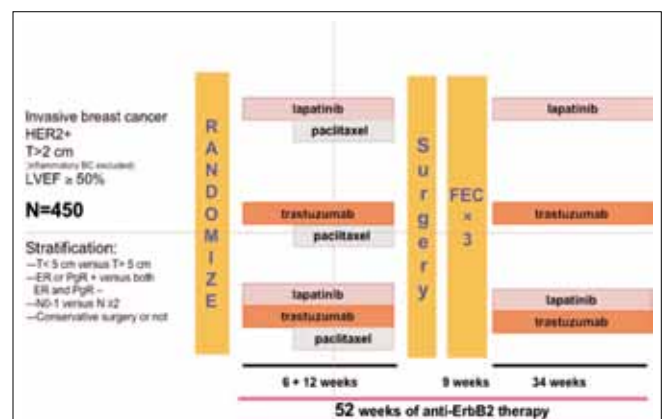 Invasive breast cancer
HER2+
T>2 cm
(inflammatory BC excluded)
LVEF ≥ 50%
N=450
Stratification:
—T< 5 cm versus T> 5 cm
—ER or PgR + versus both
ER and PgR –
—N0-1 versus N ≥2
—Conservative surgery or not
RANDOMIZE
lapatinib
paclitaxel
trastuzumab
paclitaxel
lapatinib
trastuzumab
paclitaxel
Surgery
FEC
×
3
lapatinib
trastuzumab
lapatinib
trastuzumab
6 + 12 weeks
9 weeks
34 weeks
52 weeks of anti-ErbB2 therapy